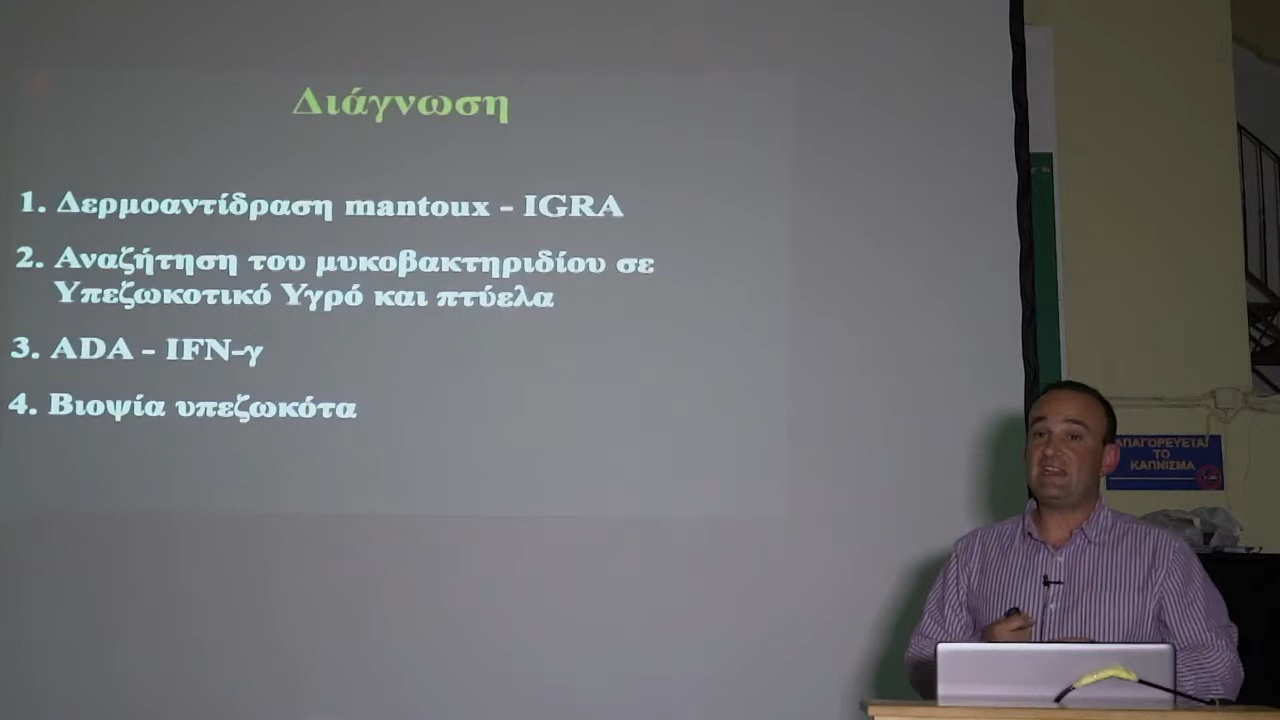 Διάγνωση
1. Δερμοαντίδραση mantoux - IGRA
2. Αναζήτηση του μυκοβακτηριδίου σε
Υπεζωκοτικό Υγρό και πτύελα
3. ADA - IFN-γ
4. Βιοψία υπεζωκότα
ΑΠΑΓΟΡΕΥΕΤΑΙ
ΤΟ
ΚΑΠΝΙΣΜΑ